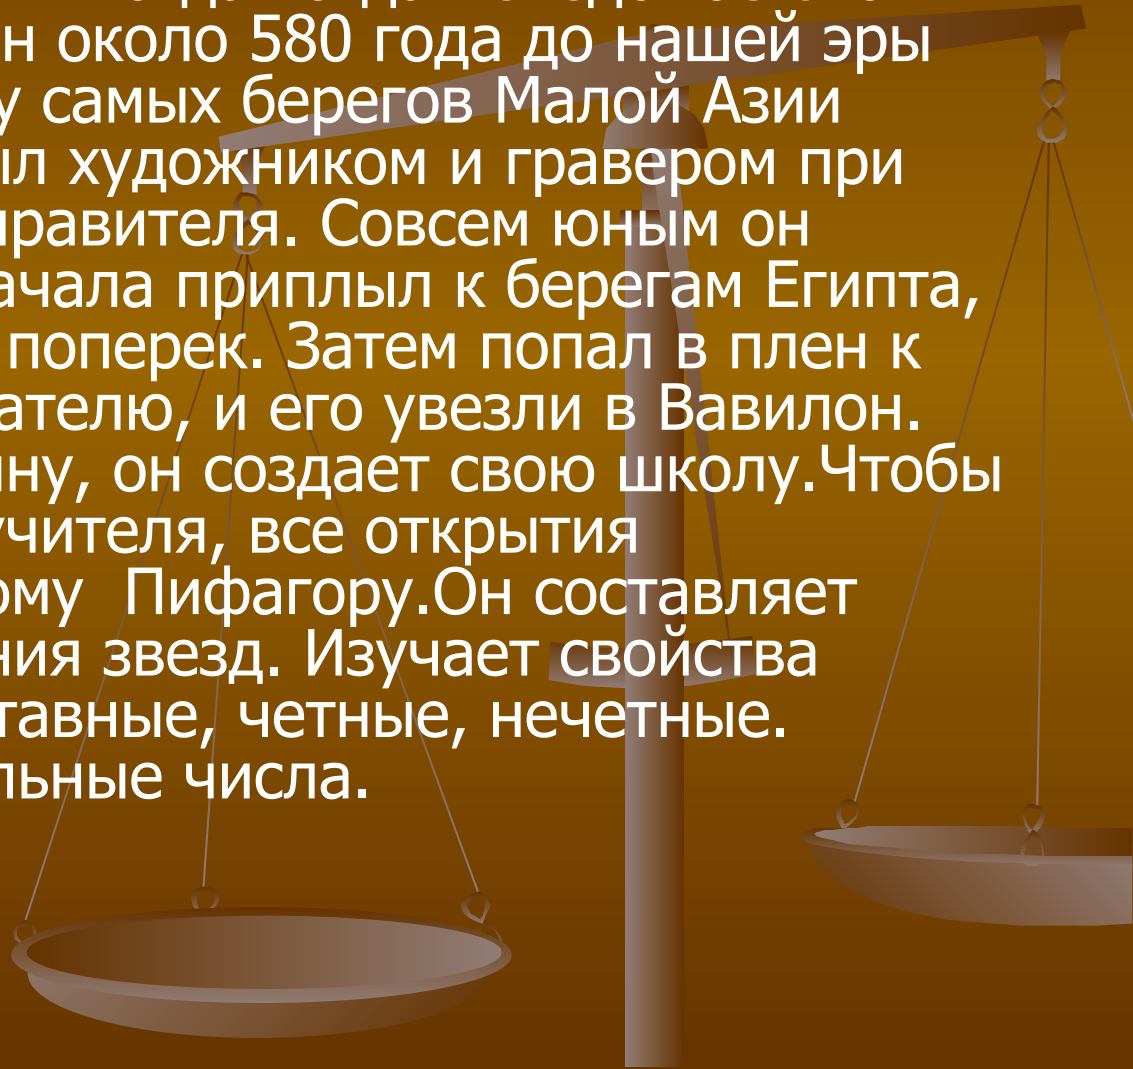 н около 580 года до нашей эры
у самых берегов Малой Азии
ыл художником и гравером при
правителя. Совсем юным он
ачала приплыл к берегам Египта,
поперек. Затем попал в плен к
ателю, и его увезли в Вавилон.
ину, он создает свою школу.Чтобы
учителя, все открытия
ому Пифагору.Он составляет
ния звезд. Изучает свойства
тавные, четные, нечетные.
льные числа.